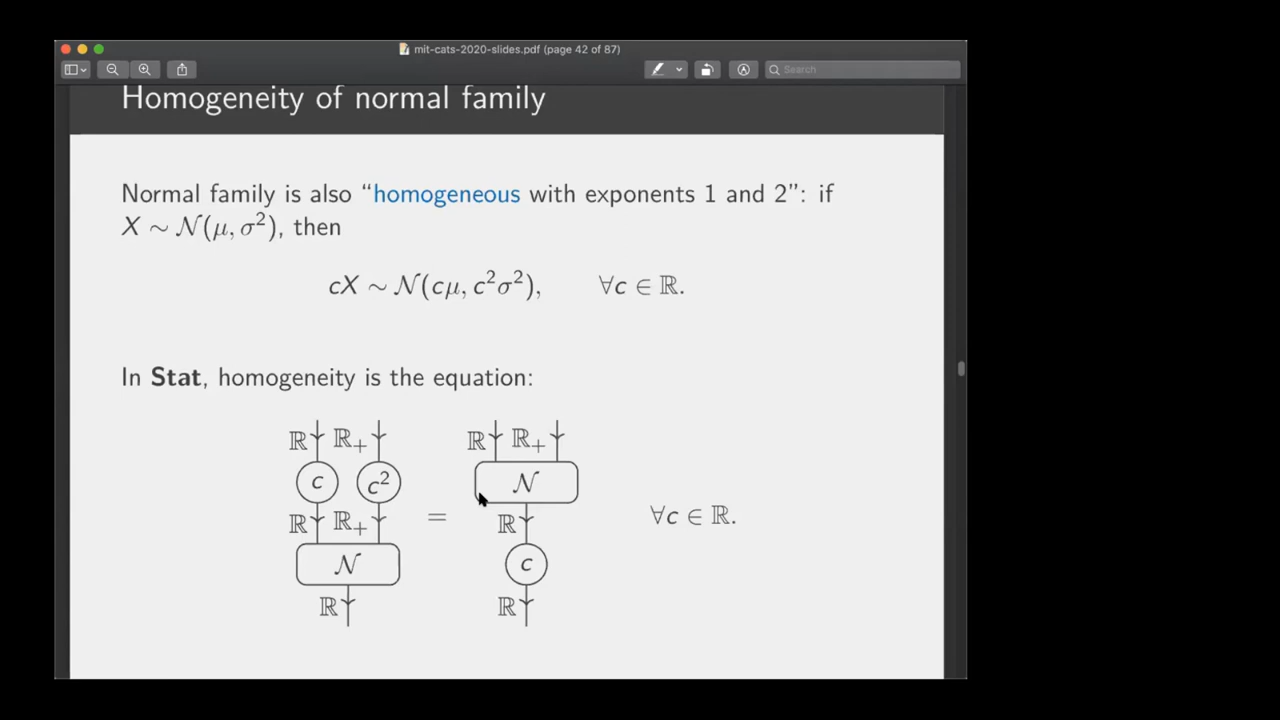 mit-cats-2020-slides.pdf (page 42 of 87)
Search
Homogeneity of normal family
Normal family is also “homogeneous with exponents 1 and 2”: if
X ∼ 𝒩(μ, σ²), then
cX ∼ 𝒩(cμ, c²σ²), ∀c ∈ ℝ.
In Stat, homogeneity is the equation:
ℝ ℝ₊ ℝ ℝ₊
c c² 𝒩
ℝ ℝ₊ = ℝ ∀c ∈ ℝ.
𝒩 c
ℝ ℝ